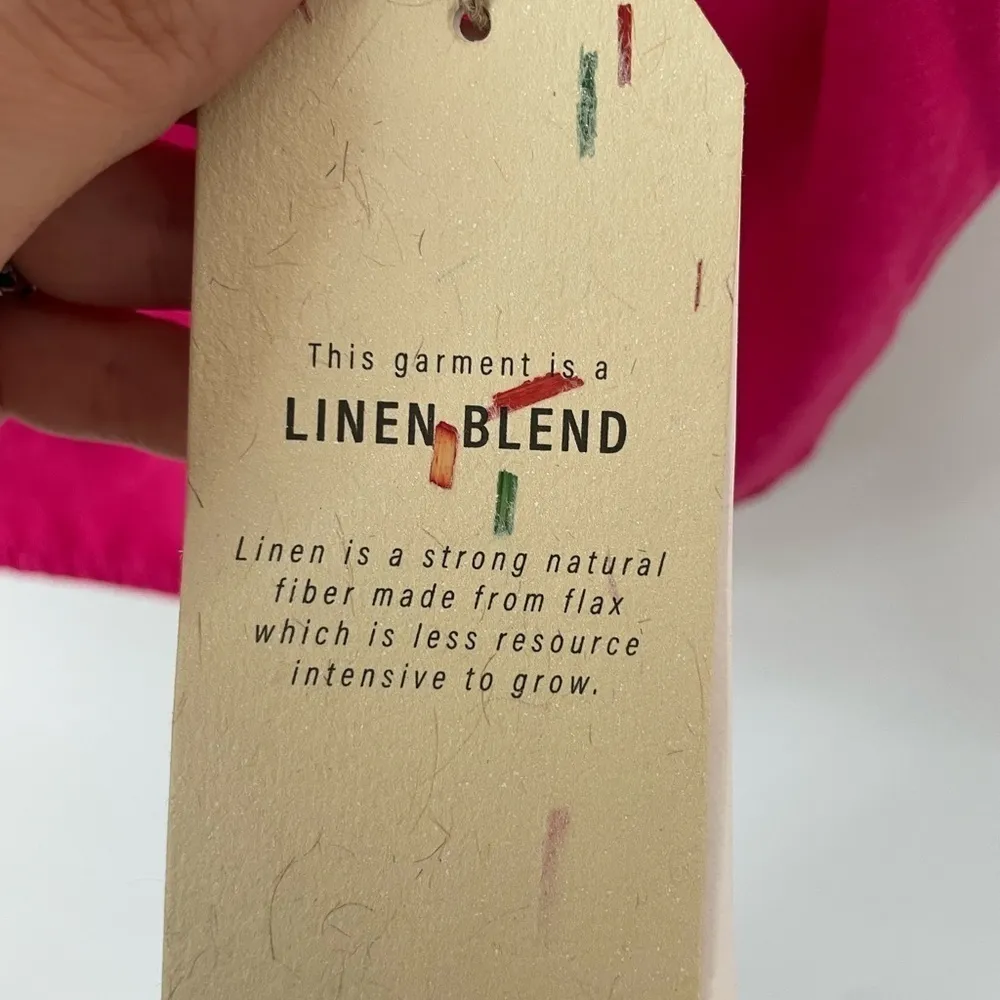 This garment is a
LINEN BLEND
Linen is a strong natural
fiber made from flax
which is less resource
intensive to grow.